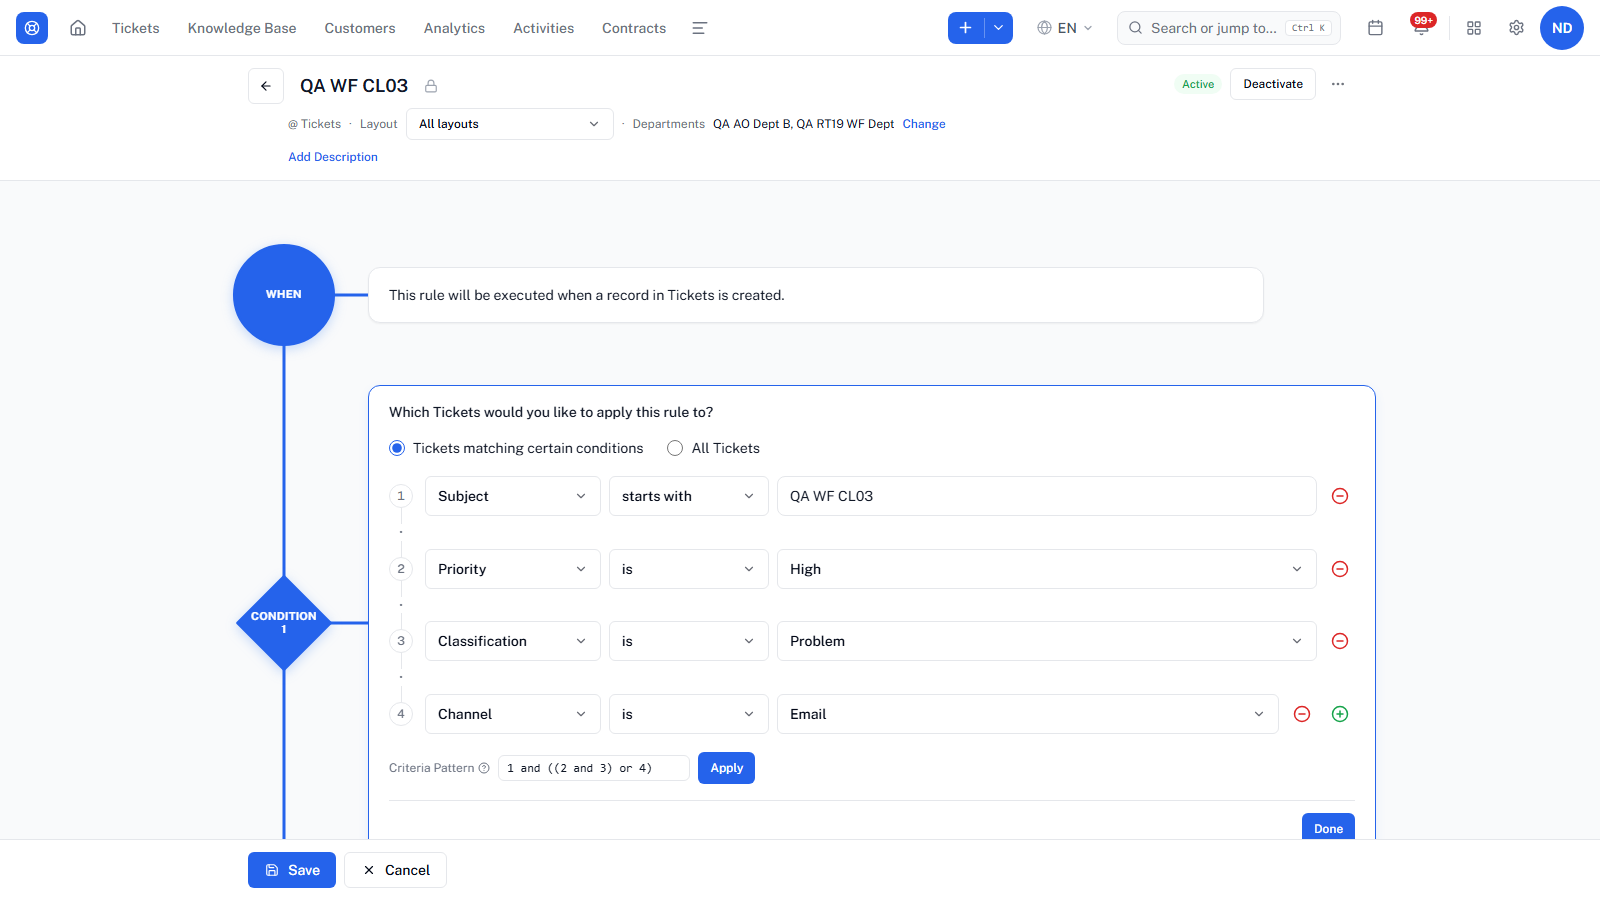 Tickets Knowledge Base Customers Analytics Activities Contracts EN Search or jump to... Ctrl K 99+ ND
QA WF CL03 Active Deactivate
@ Tickets · Layout All layouts · Departments QA AO Dept B, QA RT19 WF Dept Change
Add Description
WHEN
This rule will be executed when a record in Tickets is created.
Which Tickets would you like to apply this rule to?
Tickets matching certain conditions All Tickets
1 Subject starts with QA WF CL03
2 Priority is High
CONDITION
1
3 Classification is Problem
4 Channel is Email
Criteria Pattern 1 and ((2 and 3) or 4) Apply
Done
Save Cancel